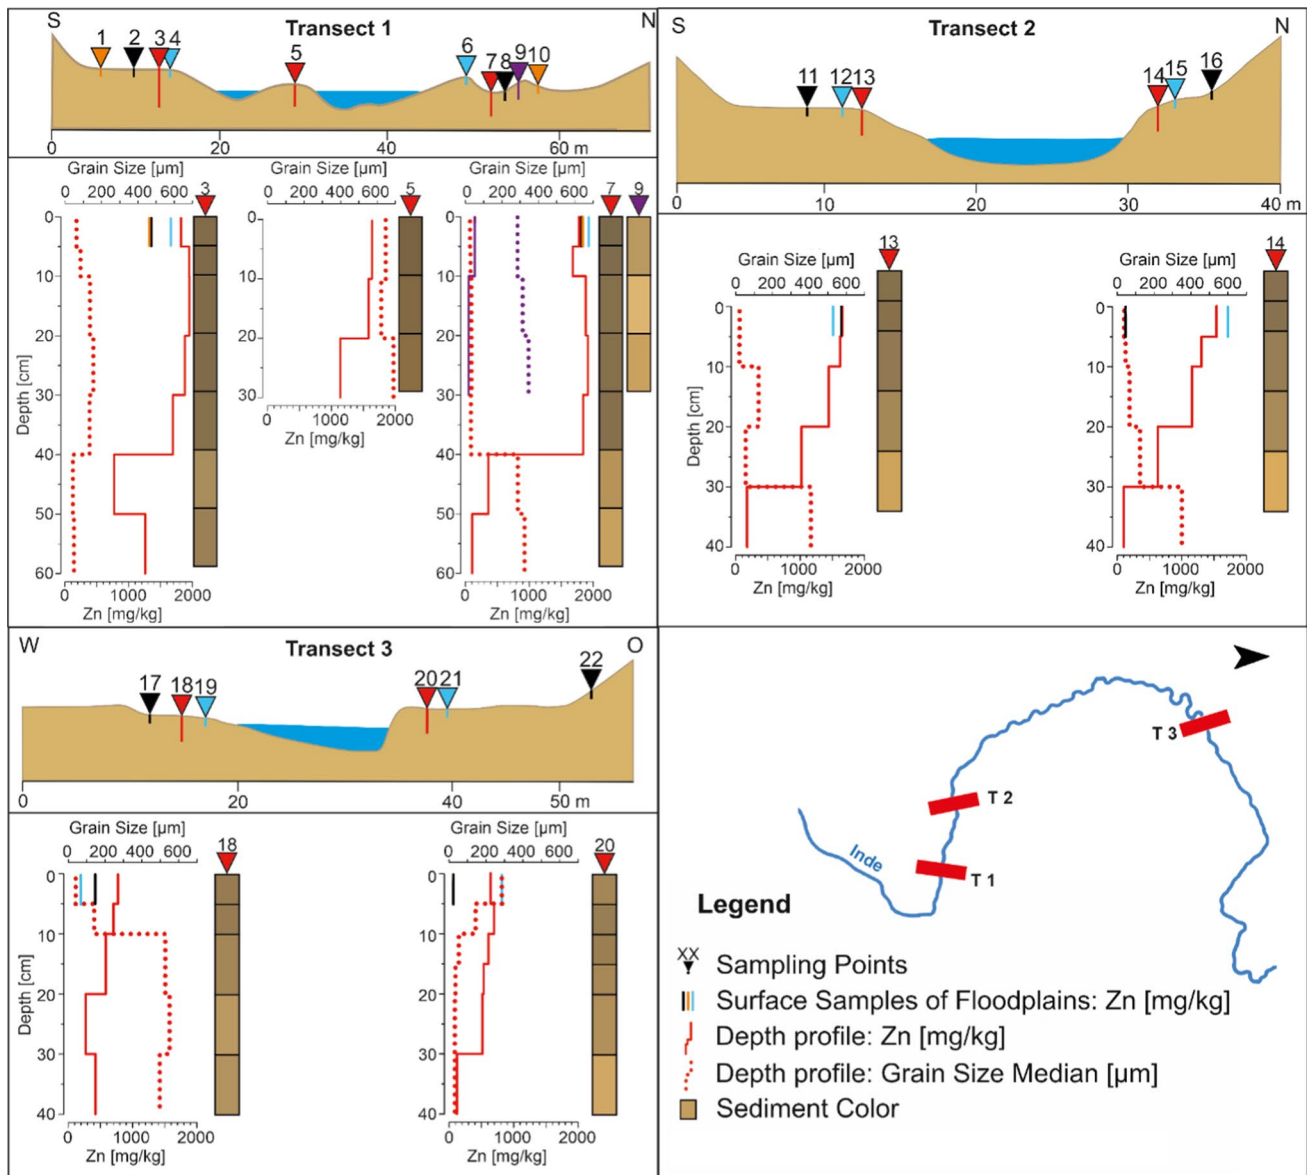 S Transect 1 N
1 2 3 4 5 6 7 8 9 10
0 20 40 60 m
Grain Size [µm] Grain Size [µm] Grain Size [µm]
0 200 400 600 3 0 200 400 600 5 0 200 400 600 7 9
Depth [cm]
0 0 0
10 10 10
20 20 20
30 30 30
0 1000 2000
Zn [mg/kg]
40 40
50 50
60 60
0 1000 2000 0 1000 2000
Zn [mg/kg] Zn [mg/kg]
S Transect 2 N
11 12 13 14 15 16
0 10 20 30 40 m
13 14
Grain Size [µm] Grain Size [µm]
0 200 400 600 0 200 400 600
Depth [cm]
0 0
10 10
20 20
30 30
40 40
0 1000 2000 0 1000 2000
Zn [mg/kg] Zn [mg/kg]
W Transect 3 O
17 18 19 20 21 22
0 20 40 50 m
Grain Size [µm] Grain Size [µm]
0 200 400 600 18 0 200 400 600 20
Depth [cm]
0 0
10 10
20 20
30 30
40 40
0 1000 2000 0 1000 2000
Zn [mg/kg] Zn [mg/kg]
T 3
T 2
Inde
T 1
Legend
XX Sampling Points
Surface Samples of Floodplains: Zn [mg/kg]
Depth profile: Zn [mg/kg]
Depth profile: Grain Size Median [µm]
Sediment Color